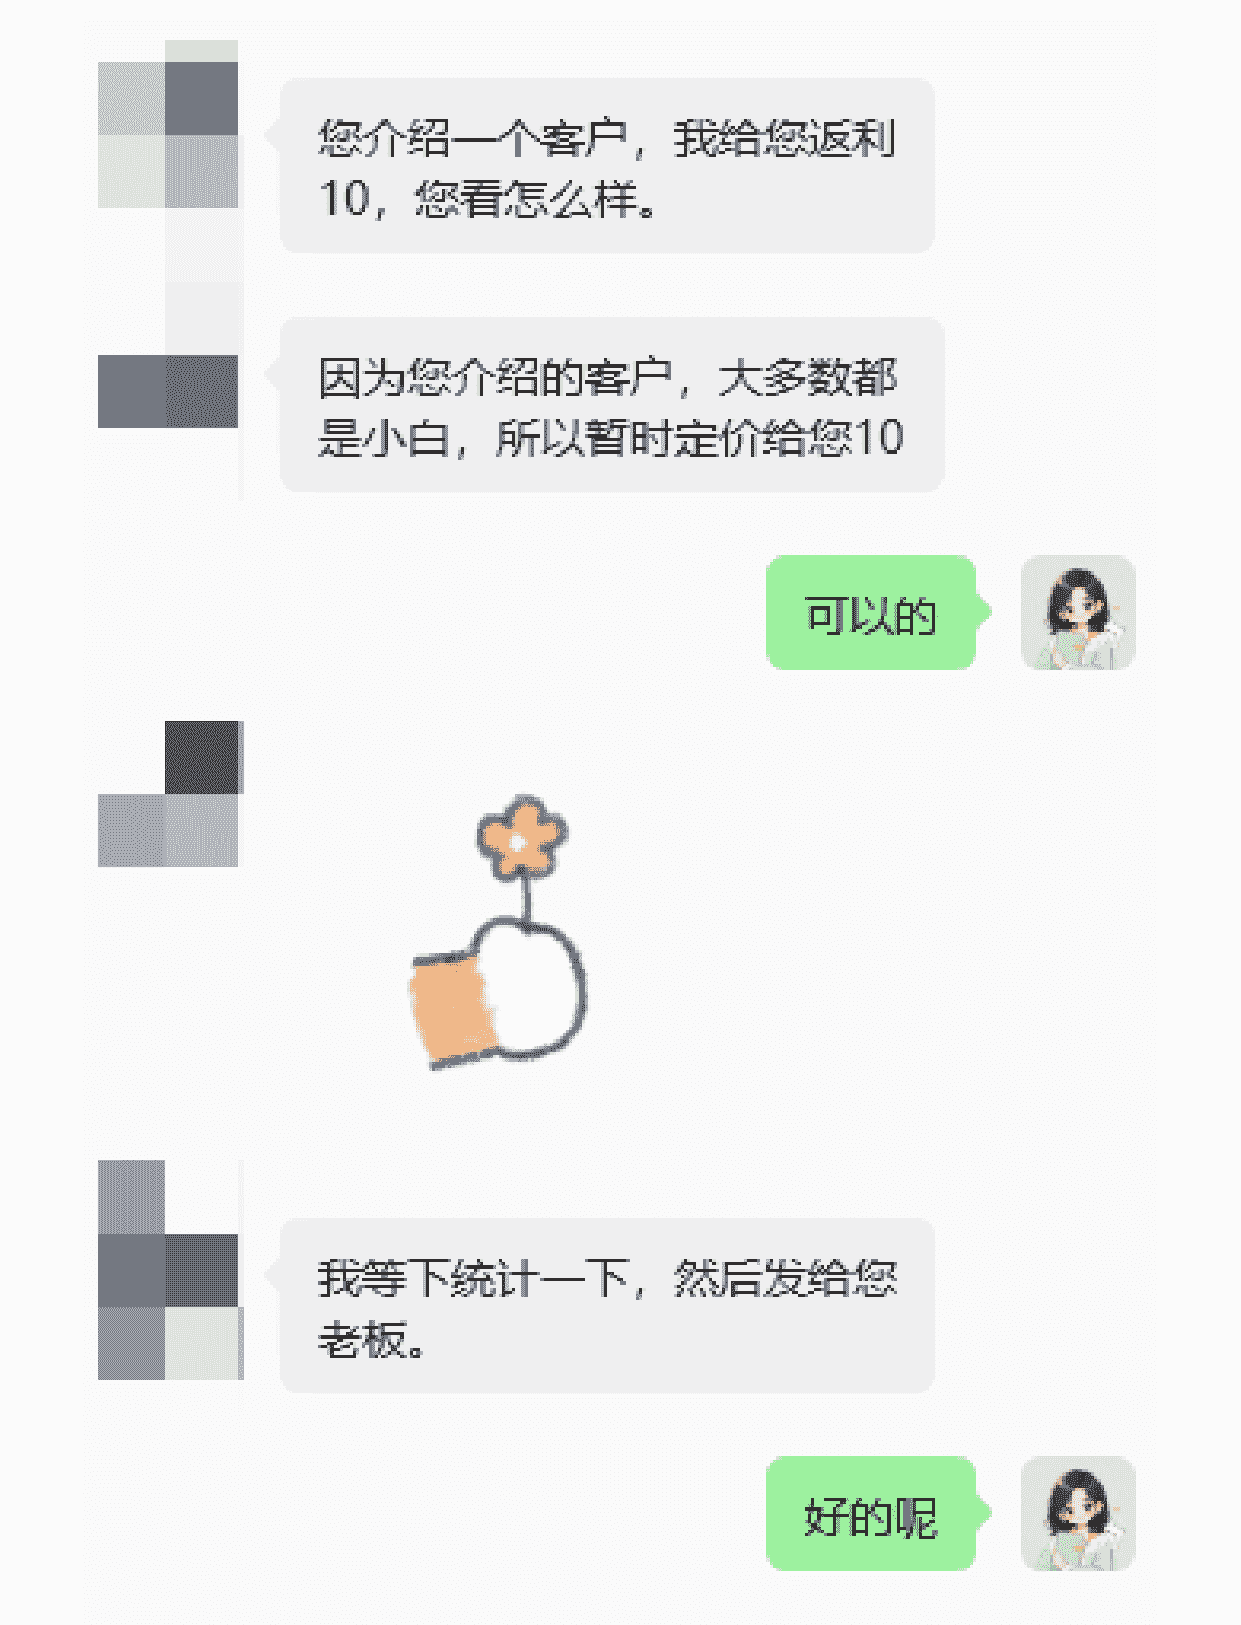 您介绍一个客户，我给您返利
10，您看怎么样。
因为您介绍的客户，大多数都
是小白，所以暂时定价给您10
可以的
我等下统计一下，然后发给您
老板。
好的呢